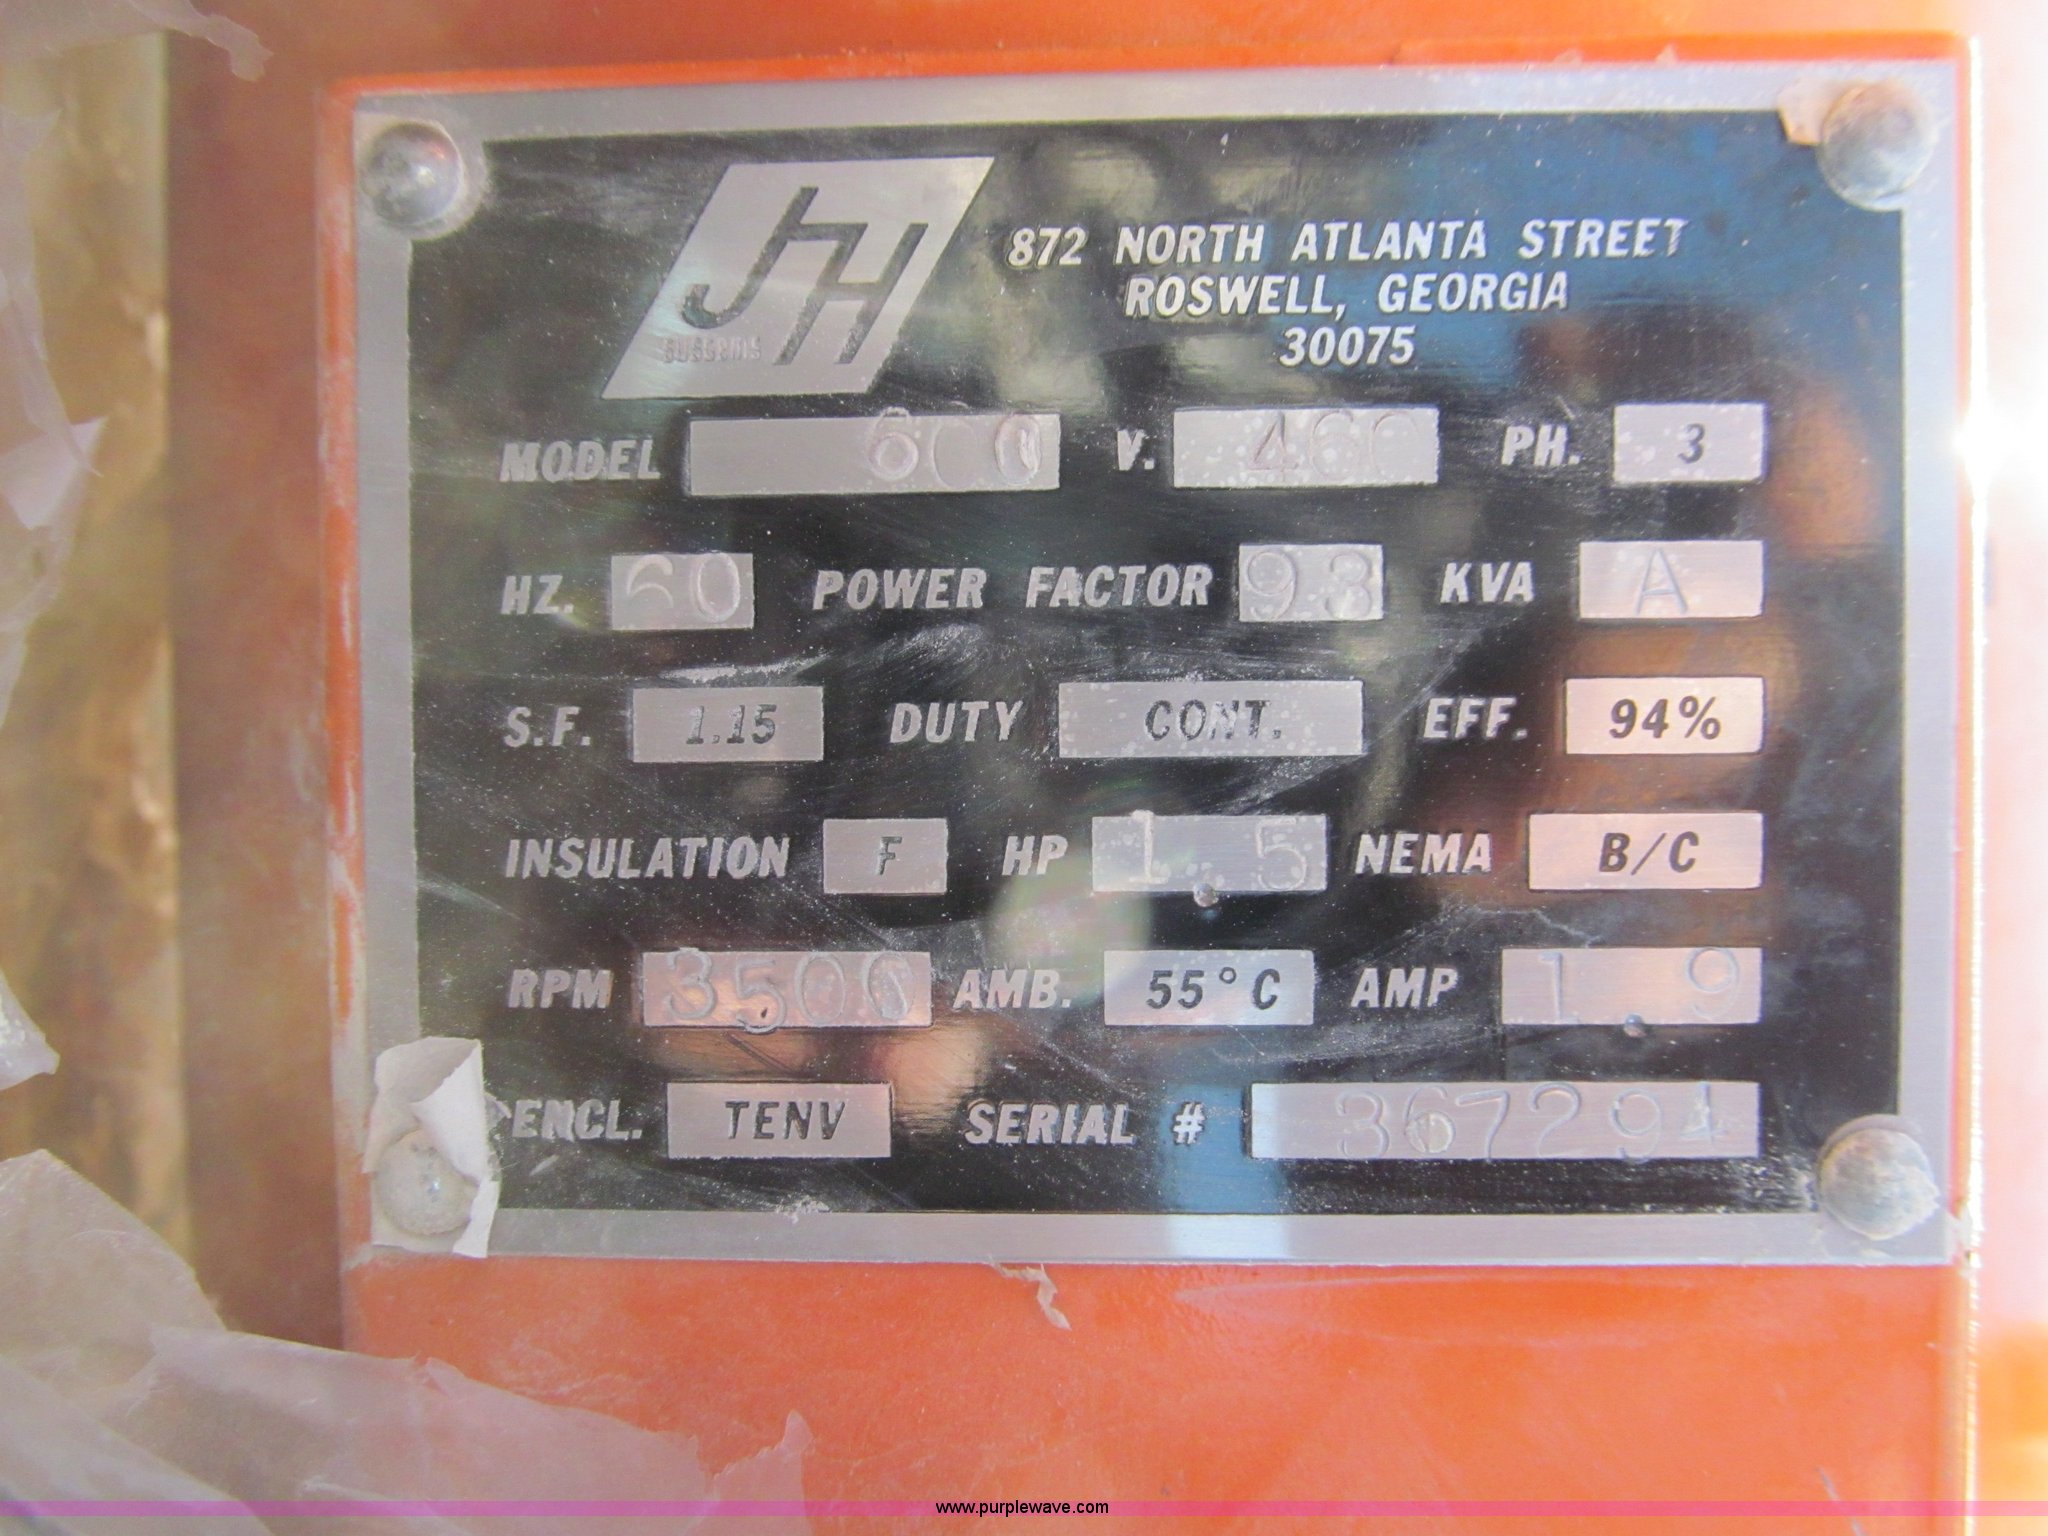 JH
872 NORTH ATLANTA STREET
ROSWELL, GEORGIA
30075
MODEL 600 V. 460 PH. 3
HZ. 60 POWER FACTOR 93 KVA A
S.F. 1.15 DUTY CONT. EFF. 94%
INSULATION F HP 1.5 NEMA B/C
RPM 3500 AMB. 55°C AMP 1.9
ENCL. TENV SERIAL # 367294
www.purplewave.com